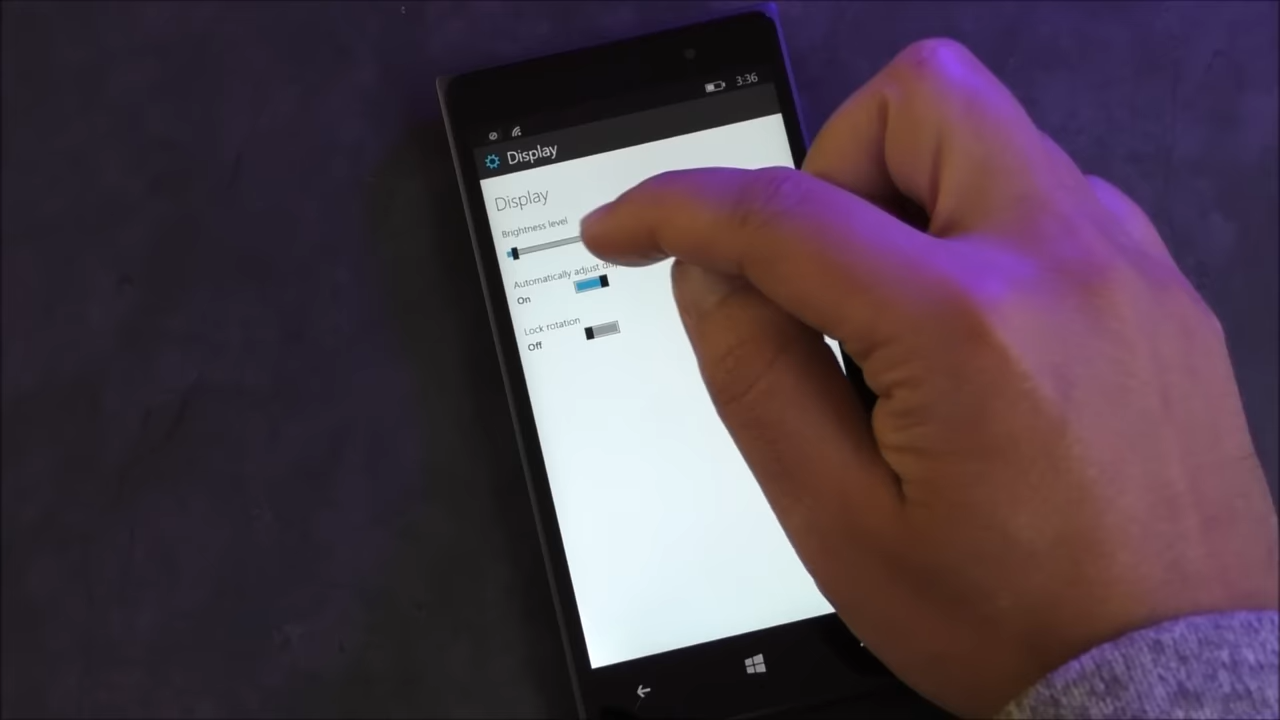 3:36
Display
Display
Brightness level
Automatically adjust
On
Lock rotation
Off